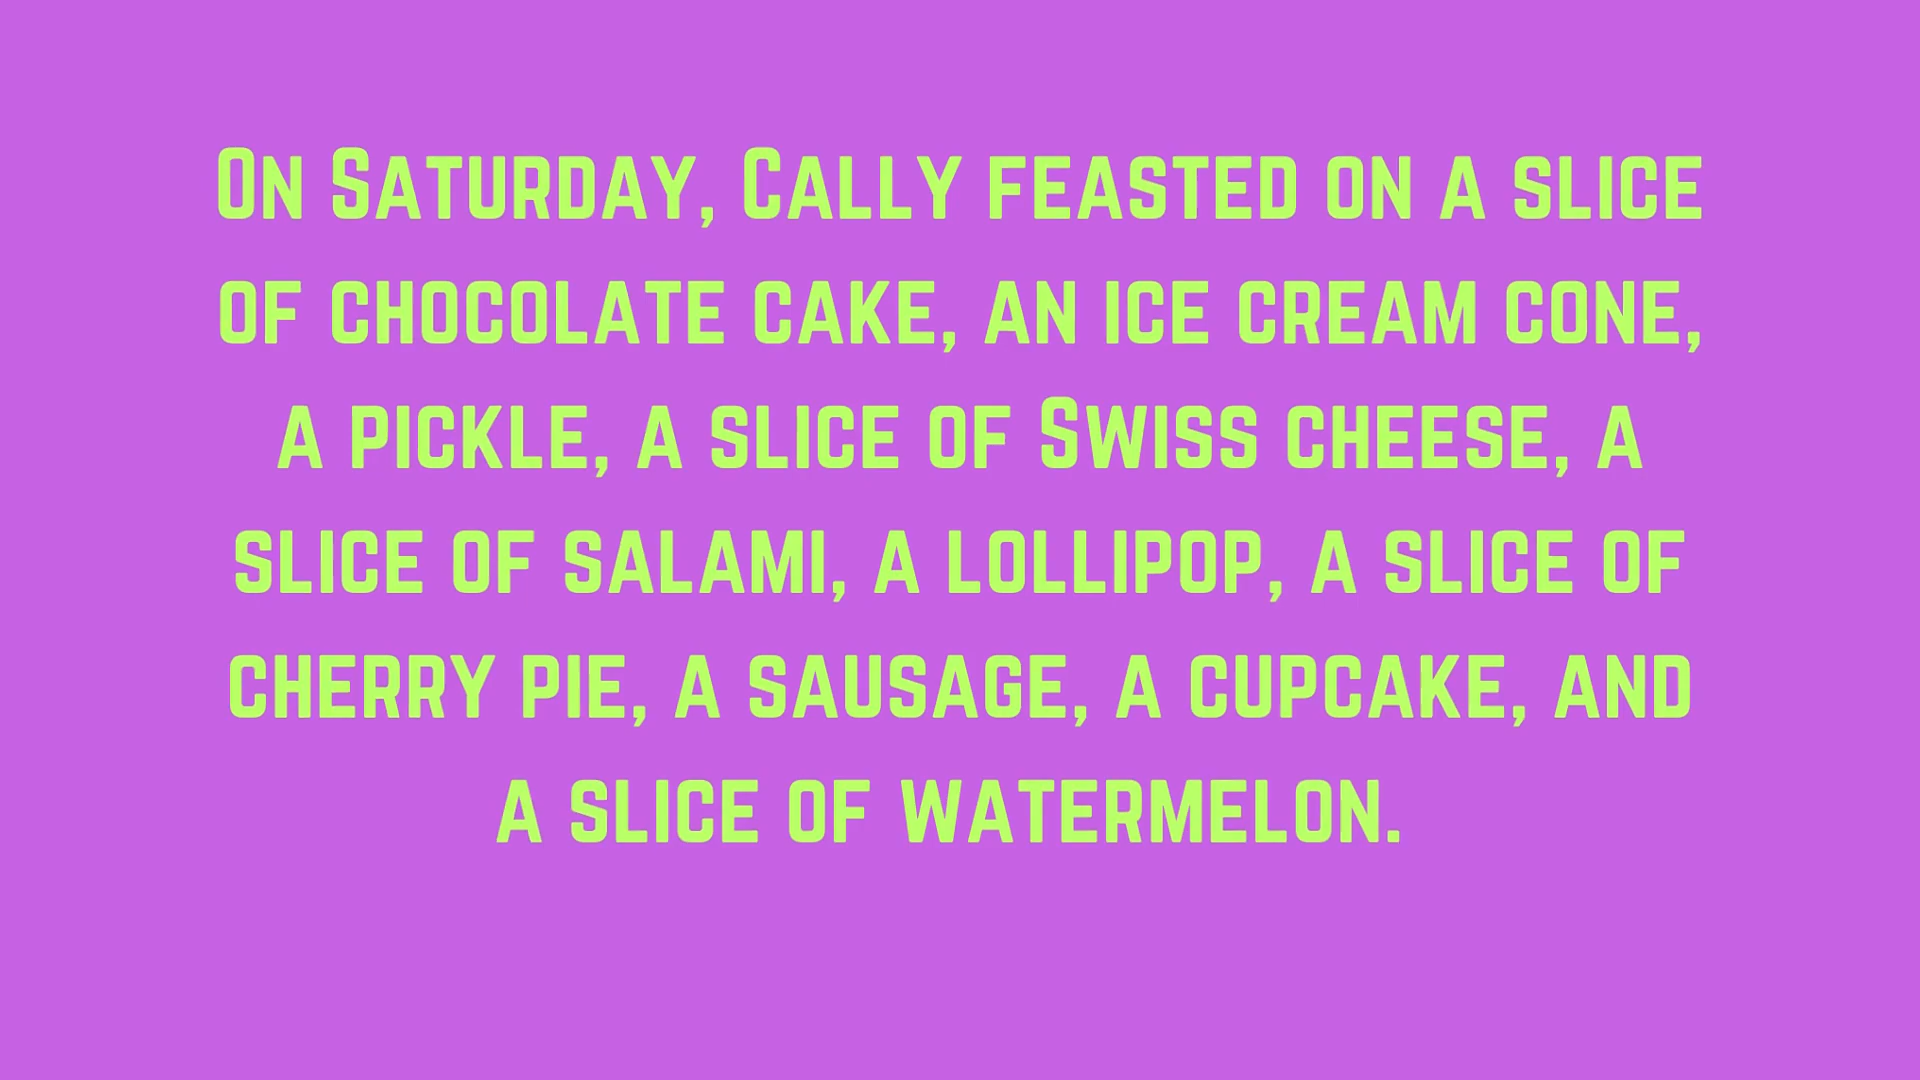 On Saturday, Cally feasted on a slice
of chocolate cake, an ice cream cone,
a pickle, a slice of Swiss cheese, a
slice of salami, a lollipop, a slice of
cherry pie, a sausage, a cupcake, and
a slice of watermelon.